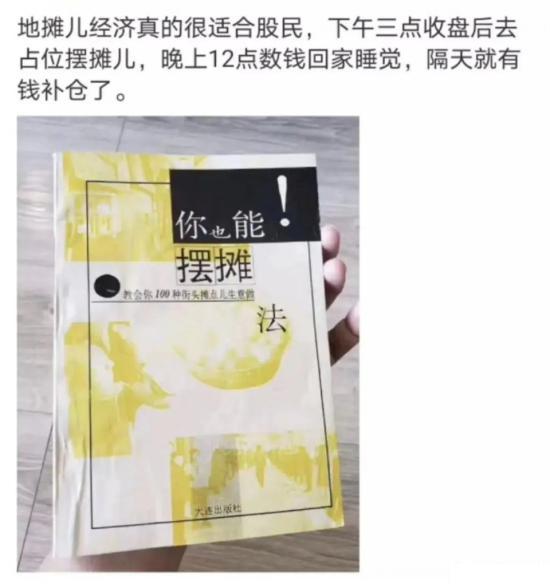 地摊儿经济真的很适合股民，下午三点收盘后去
占位摆摊儿，晚上12点数钱回家睡觉，隔天就有
钱补仓了。
你也能！
摆摊
教会你100种街头摊点儿生意做
法
大连出版社